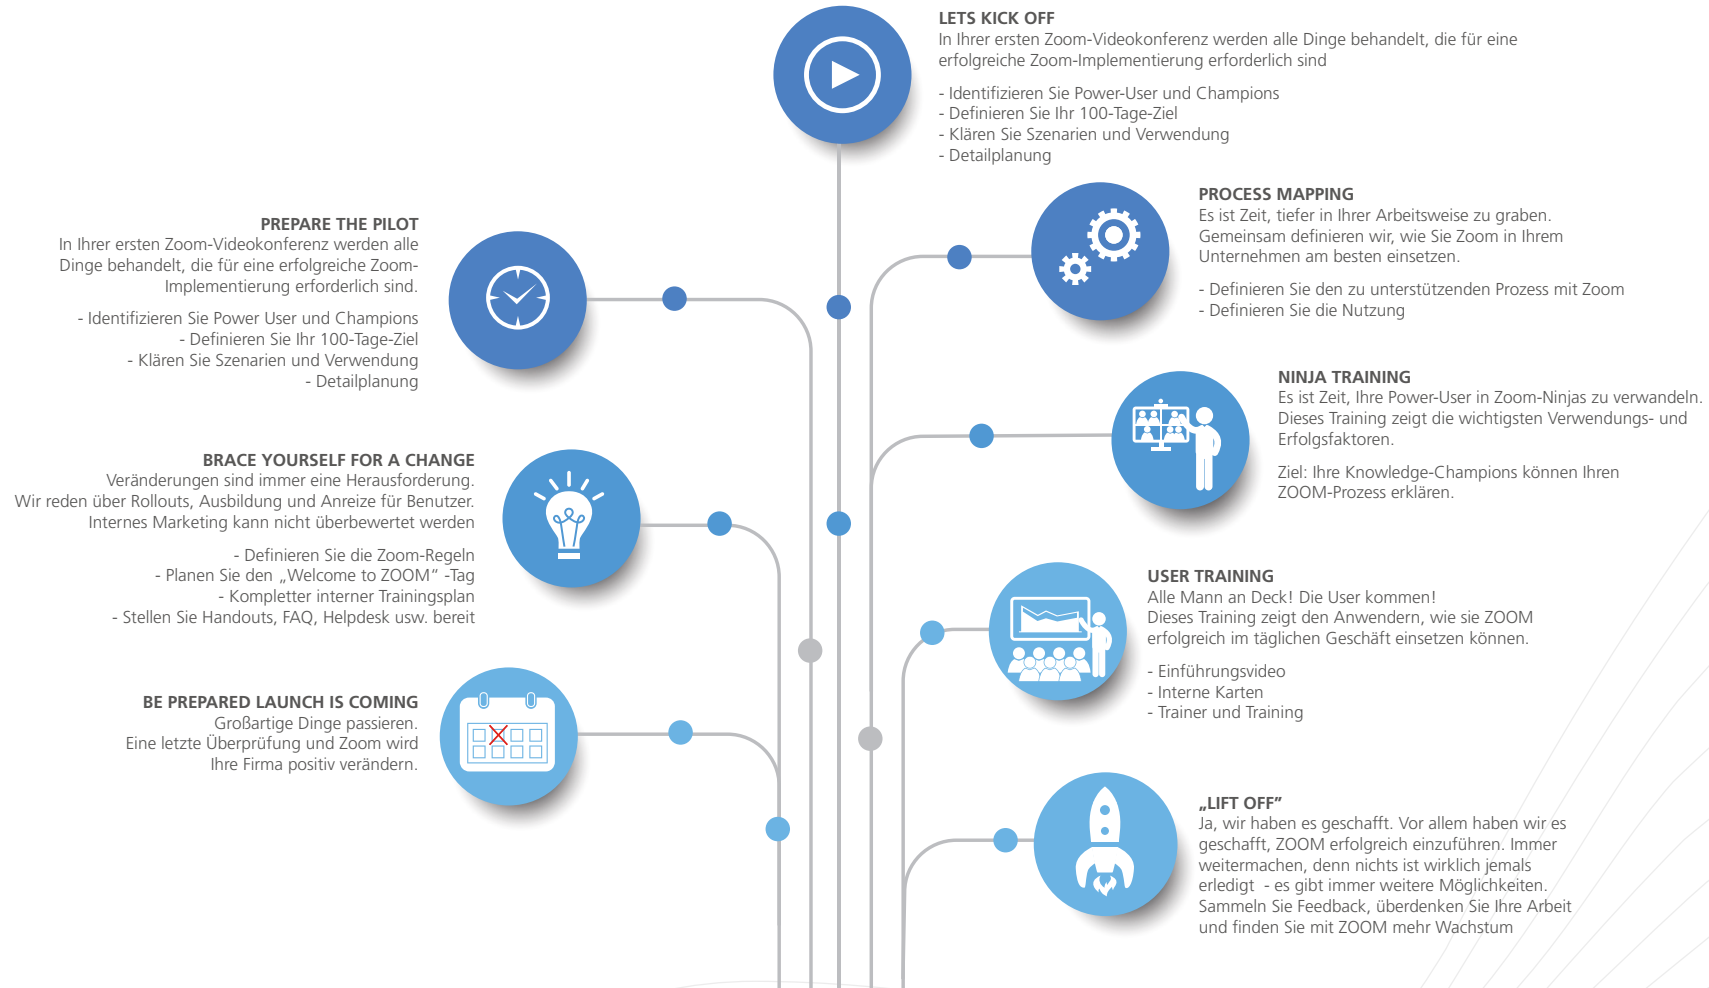 LETS KICK OFF
In Ihrer ersten Zoom-Videokonferenz werden alle Dinge behandelt, die für eine
erfolgreiche Zoom-Implementierung erforderlich sind
- Identifizieren Sie Power-User und Champions
- Definieren Sie Ihr 100-Tage-Ziel
- Klären Sie Szenarien und Verwendung
- Detailplanung
PROCESS MAPPING
Es ist Zeit, tiefer in Ihrer Arbeitsweise zu graben.
Gemeinsam definieren wir, wie Sie Zoom in Ihrem
Unternehmen am besten einsetzen.
- Definieren Sie den zu unterstützenden Prozess mit Zoom
- Definieren Sie die Nutzung
PREPARE THE PILOT
In Ihrer ersten Zoom-Videokonferenz werden alle
Dinge behandelt, die für eine erfolgreiche Zoom-
Implementierung erforderlich sind.
- Identifizieren Sie Power User und Champions
- Definieren Sie Ihr 100-Tage-Ziel
- Klären Sie Szenarien und Verwendung
- Detailplanung
NINJA TRAINING
Es ist Zeit, Ihre Power-User in Zoom-Ninjas zu verwandeln.
Dieses Training zeigt die wichtigsten Verwendungs- und
Erfolgsfaktoren.
Ziel: Ihre Knowledge-Champions können Ihren
ZOOM-Prozess erklären.
BRACE YOURSELF FOR A CHANGE
Veränderungen sind immer eine Herausforderung.
Wir reden über Rollouts, Ausbildung und Anreize für Benutzer.
Internes Marketing kann nicht überbewertet werden
- Definieren Sie die Zoom-Regeln
- Planen Sie den „Welcome to ZOOM“ -Tag
- Kompletter interner Trainingsplan
- Stellen Sie Handouts, FAQ, Helpdesk usw. bereit
USER TRAINING
Alle Mann an Deck! Die User kommen!
Dieses Training zeigt den Anwendern, wie sie ZOOM
erfolgreich im täglichen Geschäft einsetzen können.
- Einführungsvideo
- Interne Karten
- Trainer und Training
BE PREPARED LAUNCH IS COMING
Großartige Dinge passieren.
Eine letzte Überprüfung und Zoom wird
Ihre Firma positiv verändern.
„LIFT OFF”
Ja, wir haben es geschafft. Vor allem haben wir es
geschafft, ZOOM erfolgreich einzuführen. Immer
weitermachen, denn nichts ist wirklich jemals
erledigt  - es gibt immer weitere Möglichkeiten.
Sammeln Sie Feedback, überdenken Sie Ihre Arbeit
und finden Sie mit ZOOM mehr Wachstum